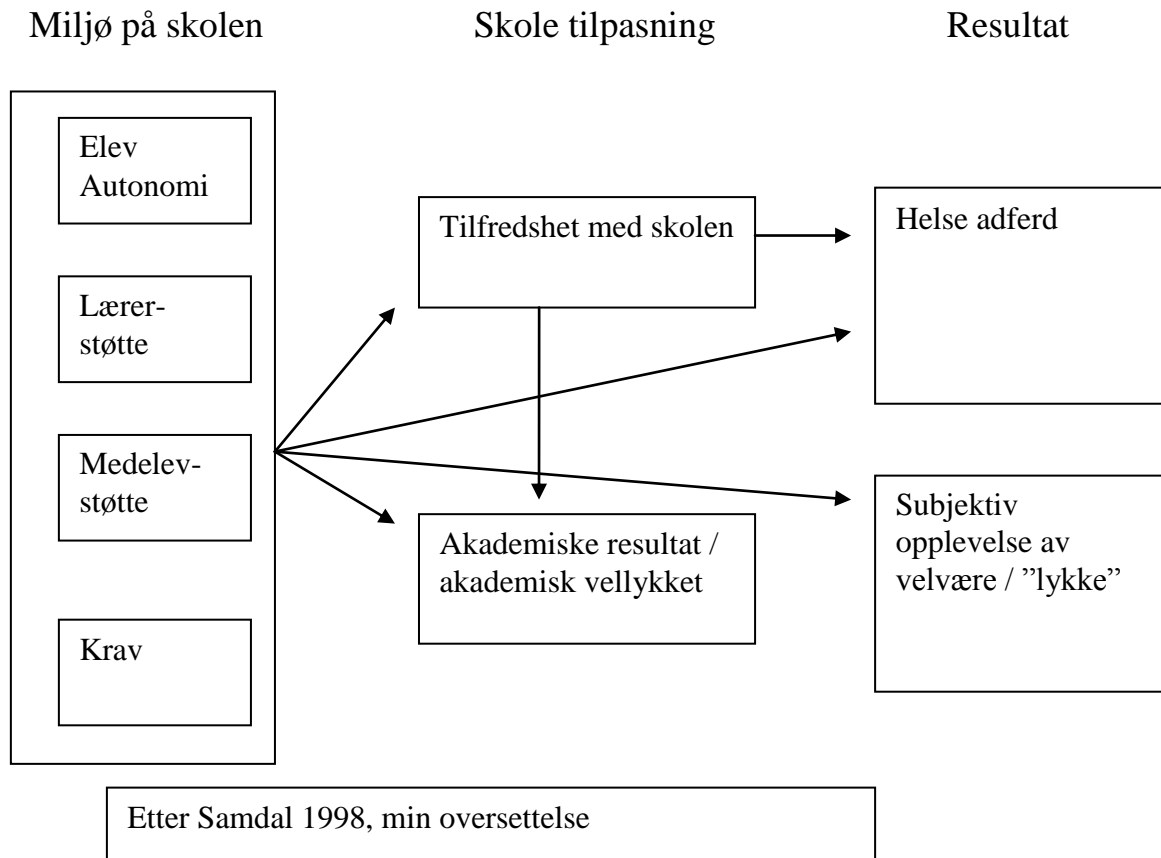 Miljø på skolen
Skole tilpasning
Resultat
Elev
Autonomi
Lærer-
støtte
Medelev-
støtte
Krav
Tilfredshet med skolen
Akademiske resultat /
akademisk vellykket
Helse adferd
Subjektiv
opplevelse av
velvære / ”lykke”
Etter Samdal 1998, min oversettelse